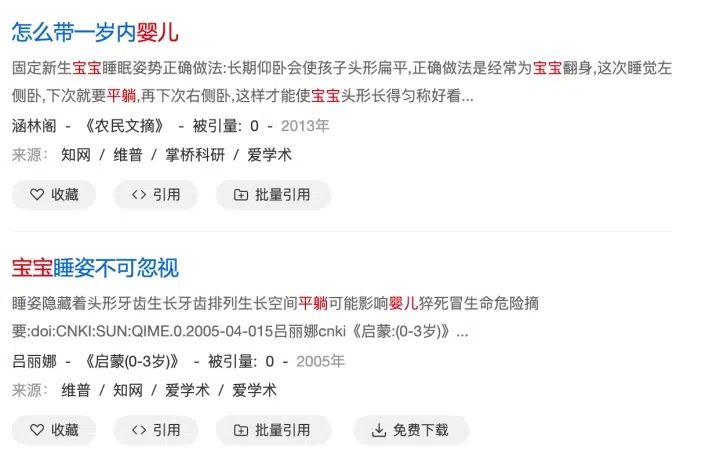 怎么带一岁内婴儿
固定新生宝宝睡眠姿势正确做法:长期仰卧会使孩子头形扁平,正确做法是经常为宝宝翻身,这次睡觉左
侧卧,下次就要平躺,再下次右侧卧,这样才能使宝宝头形长得匀称好看...
涵林阁 - 《农民文摘》 - 被引量: 0 - 2013年
来源: 知网 / 维普 / 掌桥科研 / 爱学术
收藏 引用 批量引用
宝宝睡姿不可忽视
睡姿隐藏着头形牙齿生长牙齿排列生长空间平躺可能影响婴儿猝死冒生命危险摘
要:doi:CNKI:SUN:QIME.0.2005-04-015吕丽娜cnki《启蒙:(0-3岁)》...
吕丽娜 - 《启蒙(0-3岁)》 - 被引量: 0 - 2005年
来源: 维普 / 知网 / 爱学术 / 爱学术
收藏 引用 批量引用 免费下载